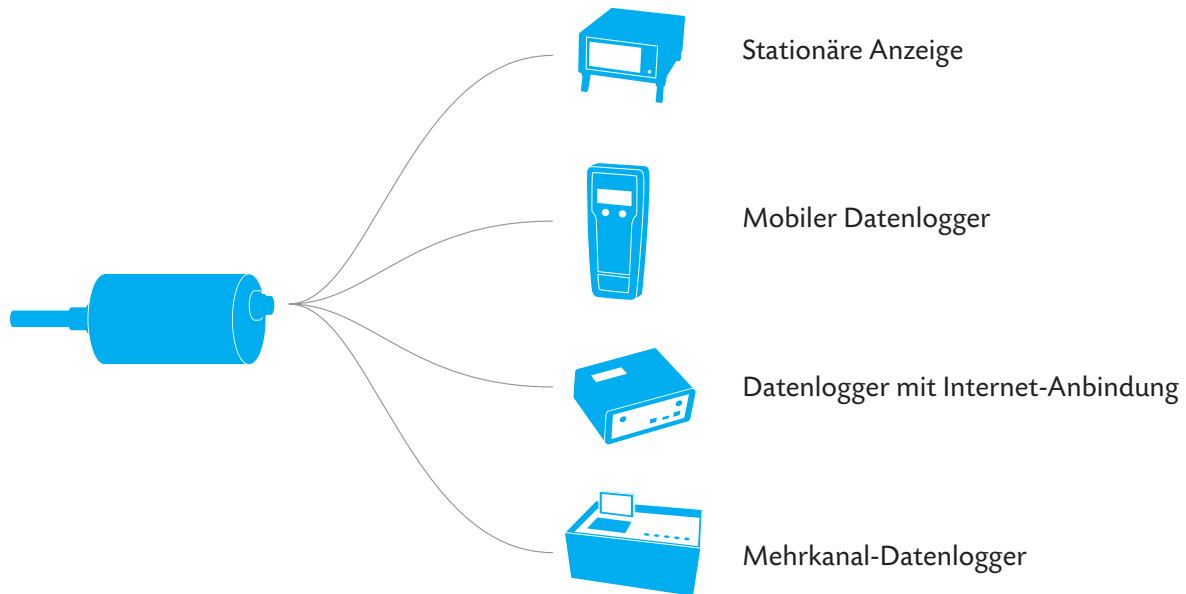 Stationäre Anzeige
Mobiler Datenlogger
Datenlogger mit Internet-Anbindung
Mehrkanal-Datenlogger